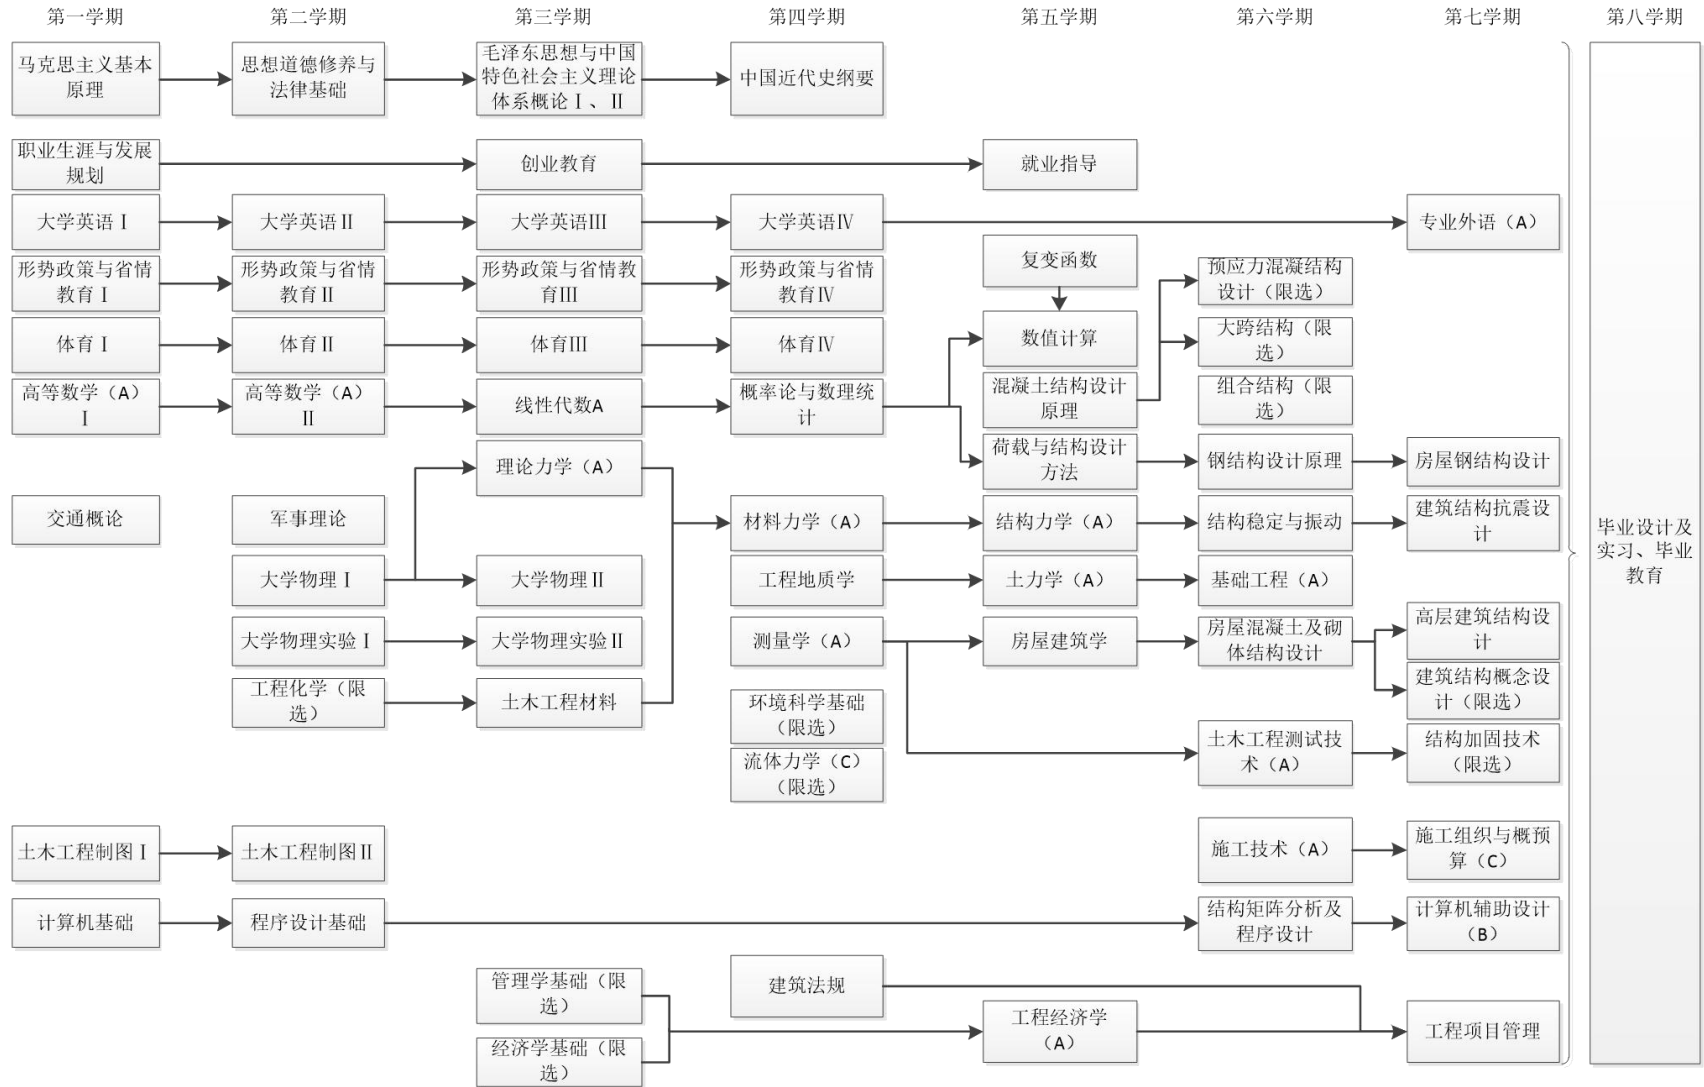 第一学期
第二学期
第三学期
第四学期
第五学期
第六学期
第七学期
第八学期
马克思主义基本
原理
思想道德修养与
法律基础
毛泽东思想与中国
特色社会主义理论
体系概论Ⅰ、Ⅱ
中国近代史纲要
职业生涯与发展
规划
创业教育
就业指导
大学英语Ⅰ
大学英语Ⅱ
大学英语Ⅲ
大学英语Ⅳ
专业外语（A）
形势政策与省情
教育Ⅰ
形势政策与省情
教育Ⅱ
形势政策与省情教
育Ⅲ
形势政策与省情
教育Ⅳ
复变函数
预应力混凝结构
设计（限选）
体育Ⅰ
体育Ⅱ
体育Ⅲ
体育Ⅳ
数值计算
大跨结构（限
选）
高等数学（A）
Ⅰ
高等数学（A）
Ⅱ
线性代数A
概率论与数理统
计
混凝土结构设计
原理
组合结构（限
选）
理论力学（A）
荷载与结构设计
方法
钢结构设计原理
房屋钢结构设计
交通概论
军事理论
材料力学（A）
结构力学（A）
结构稳定与振动
建筑结构抗震设
计
大学物理Ⅰ
大学物理Ⅱ
工程地质学
土力学（A）
基础工程（A）
大学物理实验Ⅰ
大学物理实验Ⅱ
测量学（A）
房屋建筑学
房屋混凝土及砌
体结构设计
高层建筑结构设
计
建筑结构概念设
计（限选）
工程化学（限
选）
土木工程材料
环境科学基础
（限选）
流体力学（C）
（限选）
土木工程测试技
术（A）
结构加固技术
（限选）
土木工程制图Ⅰ
土木工程制图Ⅱ
施工技术（A）
施工组织与概预
算（C）
计算机基础
程序设计基础
结构矩阵分析及
程序设计
计算机辅助设计
（B）
管理学基础（限
选）
建筑法规
经济学基础（限
选）
工程经济学
（A）
工程项目管理
毕业设计及
实习、毕业
教育